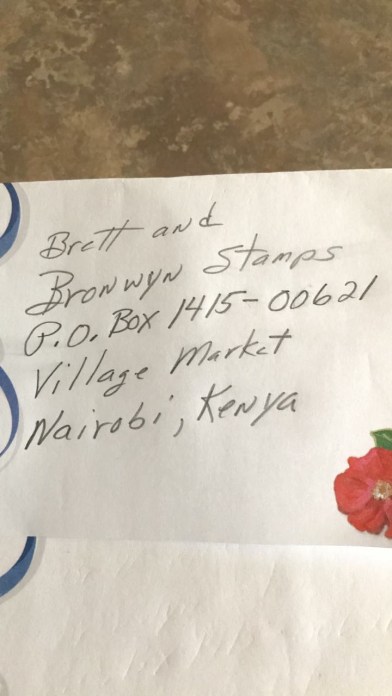 Brett and
Bronwyn Stamps
P.O. Box 1415-00621
Village Market
Nairobi, Kenya